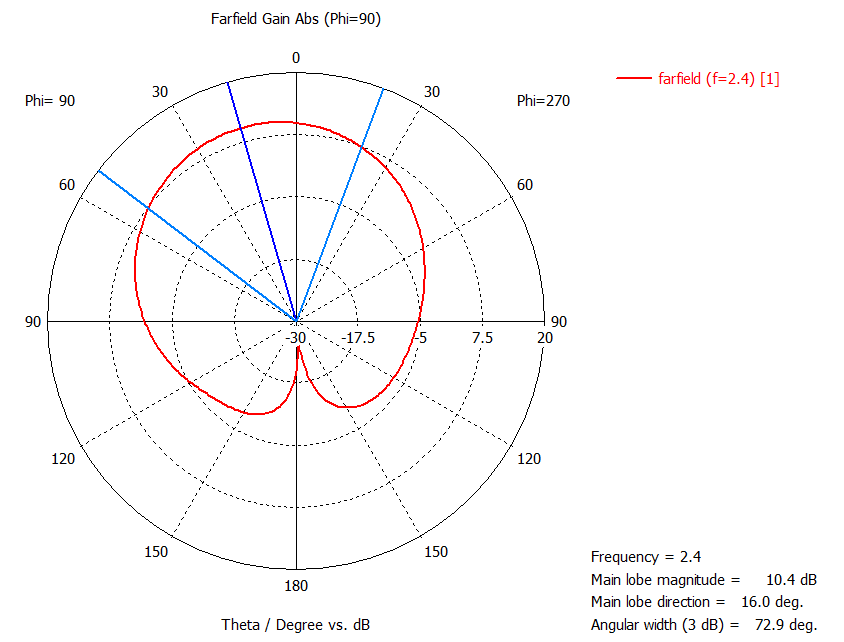 Farfield Gain Abs (Phi=90)
0
30
30
Phi= 90
Phi=270
farfield (f=2.4) [1]
60
60
90
90
-30
-17.5
-5
7.5
20
120
120
150
150
180
Theta / Degree vs. dB
Frequency = 2.4
Main lobe magnitude = 10.4 dB
Main lobe direction = 16.0 deg.
Angular width (3 dB) = 72.9 deg.